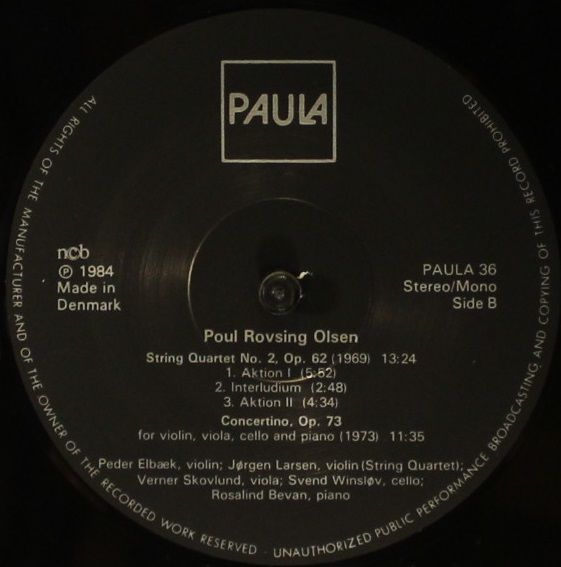 PAULA
ALL RIGHTS OF THE MANUFACTURER AND OF THE OWNER OF THE RECORDED WORK RESERVED - UNAUTHORIZED PUBLIC PERFORMANCE BROADCASTING AND COPYING OF THIS RECORD PROHIBITED
ncb
℗ 1984
Made in
Denmark
PAULA 36
Stereo/Mono
Side B
Poul Rovsing Olsen
String Quartet No. 2, Op. 62 (1969) 13:24
1. Aktion I (5:52)
2. Interludium (2:48)
3. Aktion II (4:34)
Concertino, Op. 73
for violin, viola, cello and piano (1973) 11:35
Peder Elbæk, violin; Jørgen Larsen, violin (String Quartet);
Verner Skovlund, viola; Svend Winsløv, cello;
Rosalind Bevan, piano